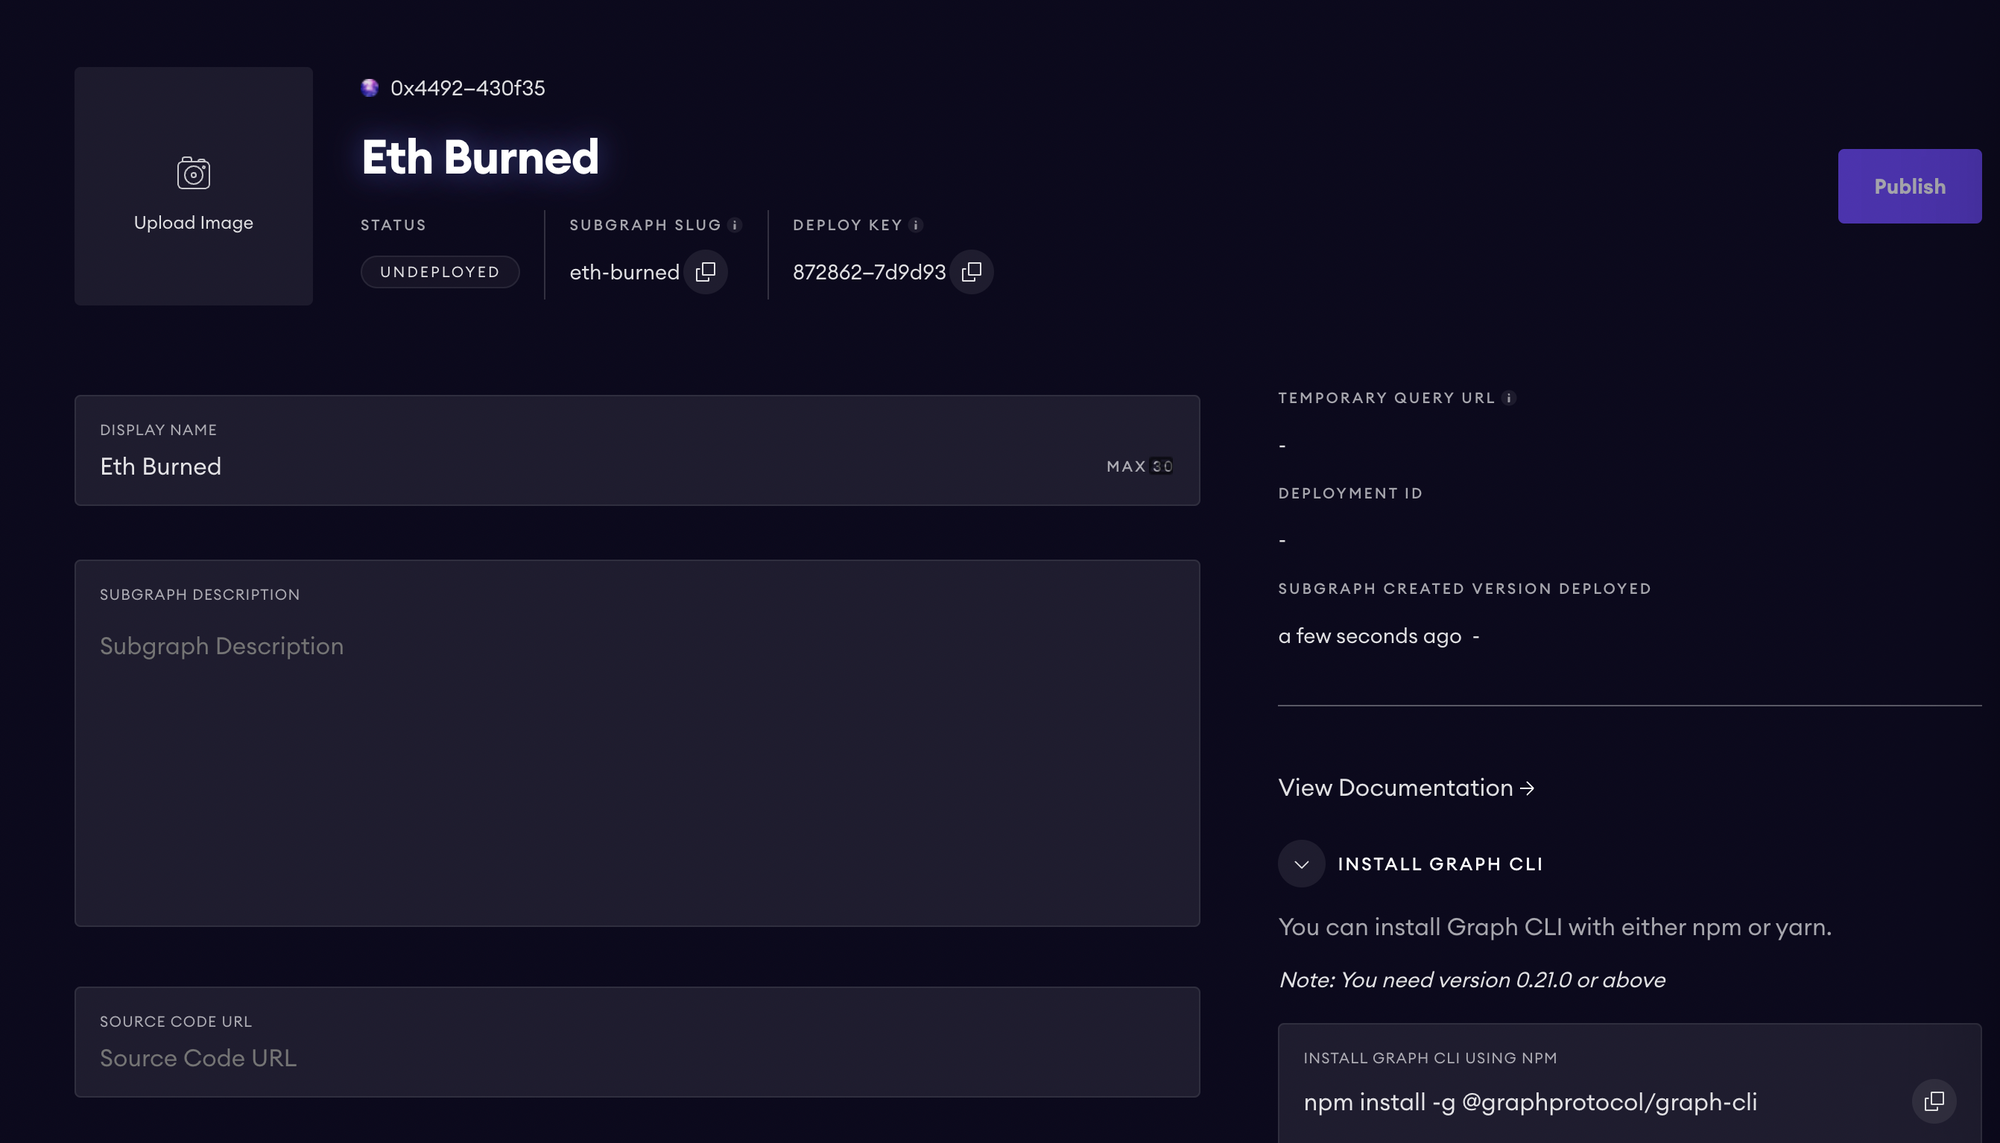 Upload Image
0x4492–430f35
Eth Burned
STATUS
UNDEPLOYED
SUBGRAPH SLUG i
eth-burned
DEPLOY KEY i
872862–7d9d93
Publish
DISPLAY NAME
Eth Burned
MAX 30
SUBGRAPH DESCRIPTION
Subgraph Description
SOURCE CODE URL
Source Code URL
TEMPORARY QUERY URL i
-
DEPLOYMENT ID
-
SUBGRAPH CREATED VERSION DEPLOYED
a few seconds ago -
View Documentation →
INSTALL GRAPH CLI
You can install Graph CLI with either npm or yarn.
Note: You need version 0.21.0 or above
INSTALL GRAPH CLI USING NPM
npm install -g @graphprotocol/graph-cli